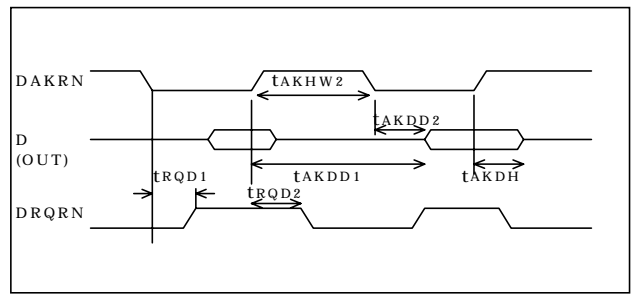 DAKRN
tAKHW2
tAKDD2
D
(OUT)
tRQD1
tAKDD1
tAKDH
tRQD2
DRQRN